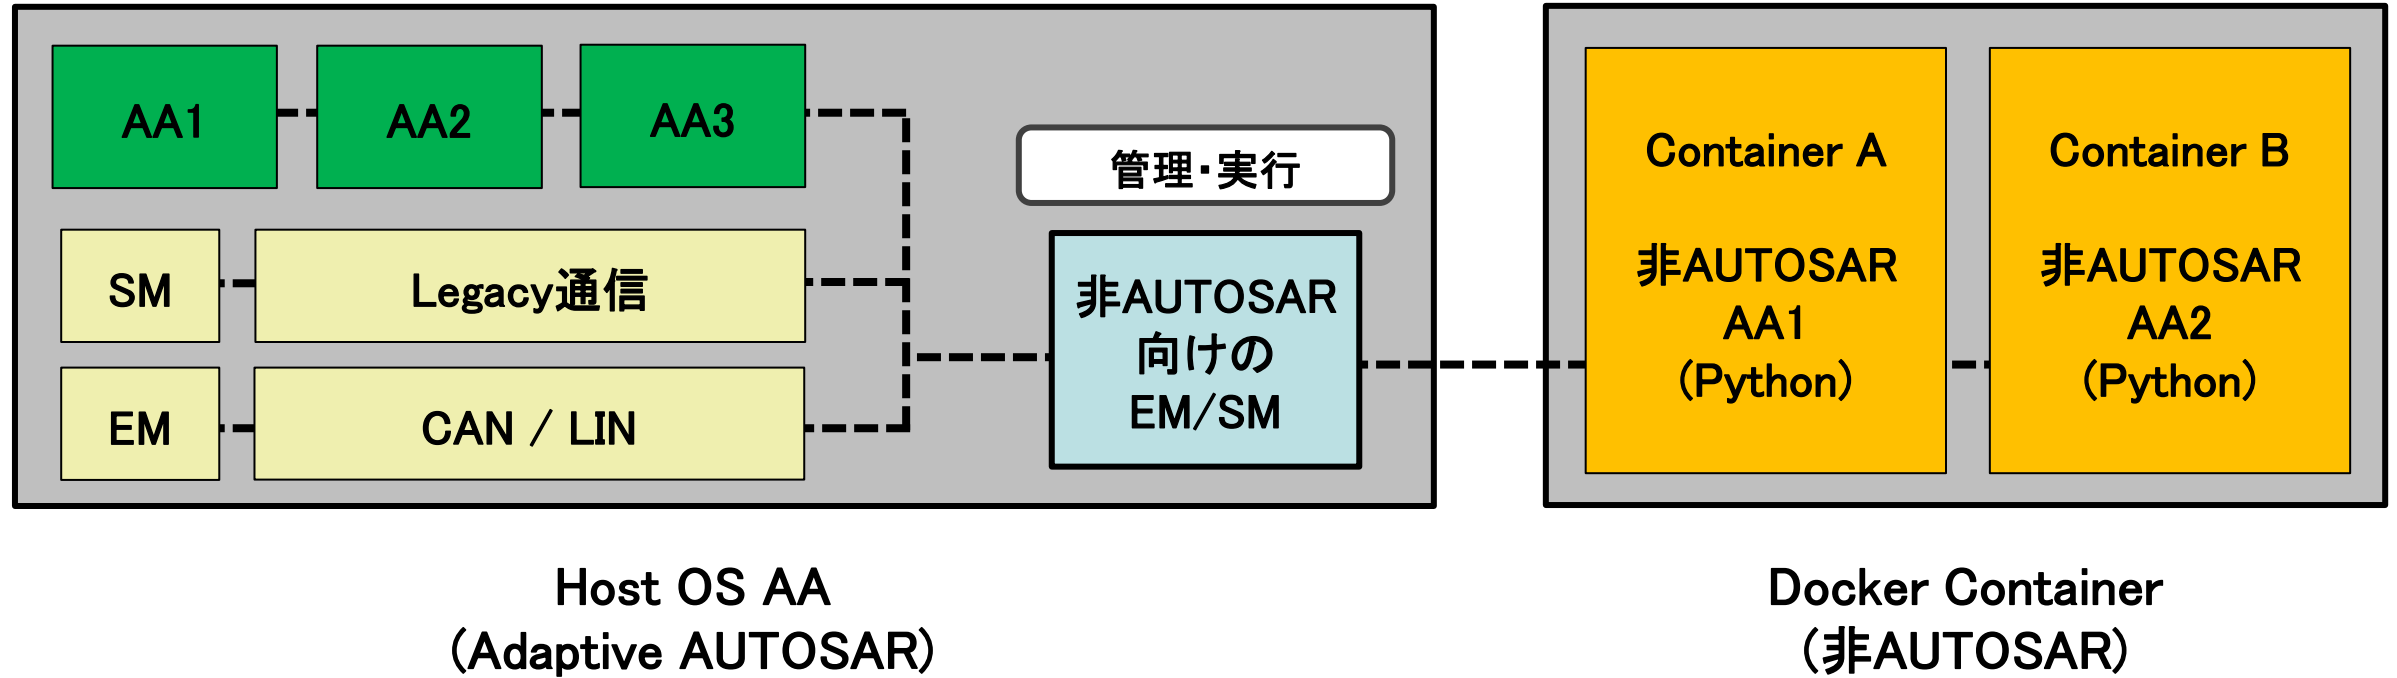 AA1
AA2
AA3
SM
Legacy通信
EM
CAN / LIN
管理・実行
非AUTOSAR
向けの
EM/SM
Container A
非AUTOSAR
AA1
(Python)
Container B
非AUTOSAR
AA2
(Python)
Host OS AA
(Adaptive AUTOSAR)
Docker Container
(非AUTOSAR)